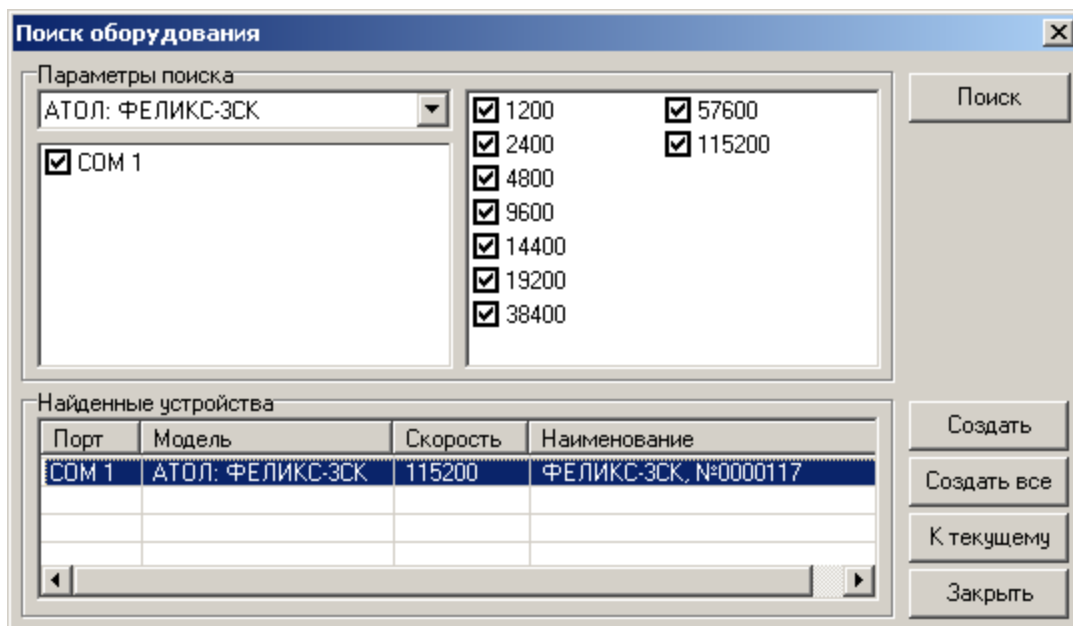 Поиск оборудования
Параметры поиска
АТОЛ: ФЕЛИКС-3СК
COM 1
1200 57600
2400 115200
4800
9600
14400
19200
38400
Поиск
Найденные устройства
Порт Модель Скорость Наименование
COM 1 АТОЛ: ФЕЛИКС-3СК 115200 ФЕЛИКС-3СК, №0000117
Создать
Создать все
К текущему
Закрыть